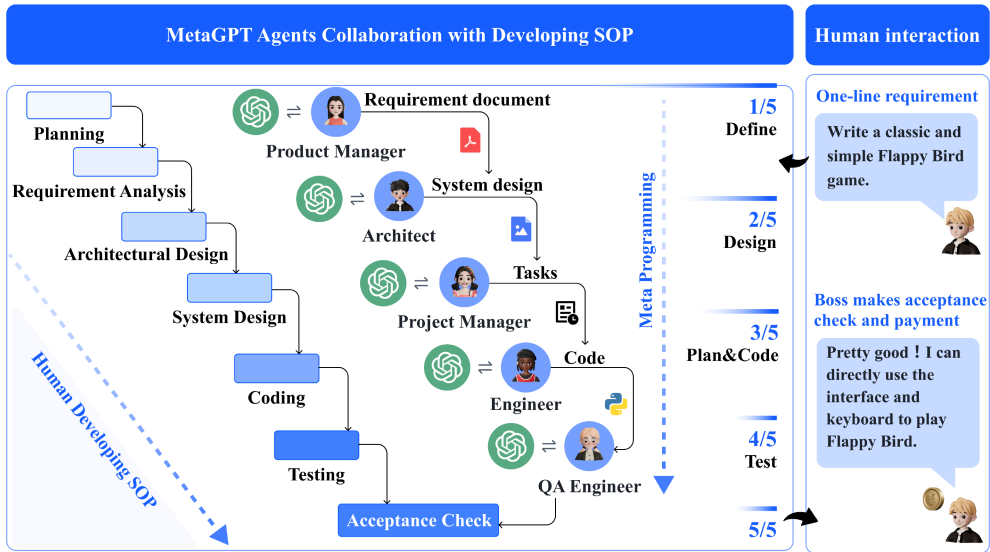 MetaGPT Agents Collaboration with Developing SOP
Human interaction
Planning
Requirement Analysis
Architectural Design
System Design
Coding
Testing
Acceptance Check
Human Developing SOP
Requirement document
Product Manager
System design
Architect
Tasks
Project Manager
Code
Engineer
QA Engineer
Meta Programming
1/5
Define
2/5
Design
3/5
Plan&Code
4/5
Test
5/5
One-line requirement
Write a classic and
simple Flappy Bird
game.
Boss makes acceptance
check and payment
Pretty good ! I can
directly use the
interface and
keyboard to play
Flappy Bird.